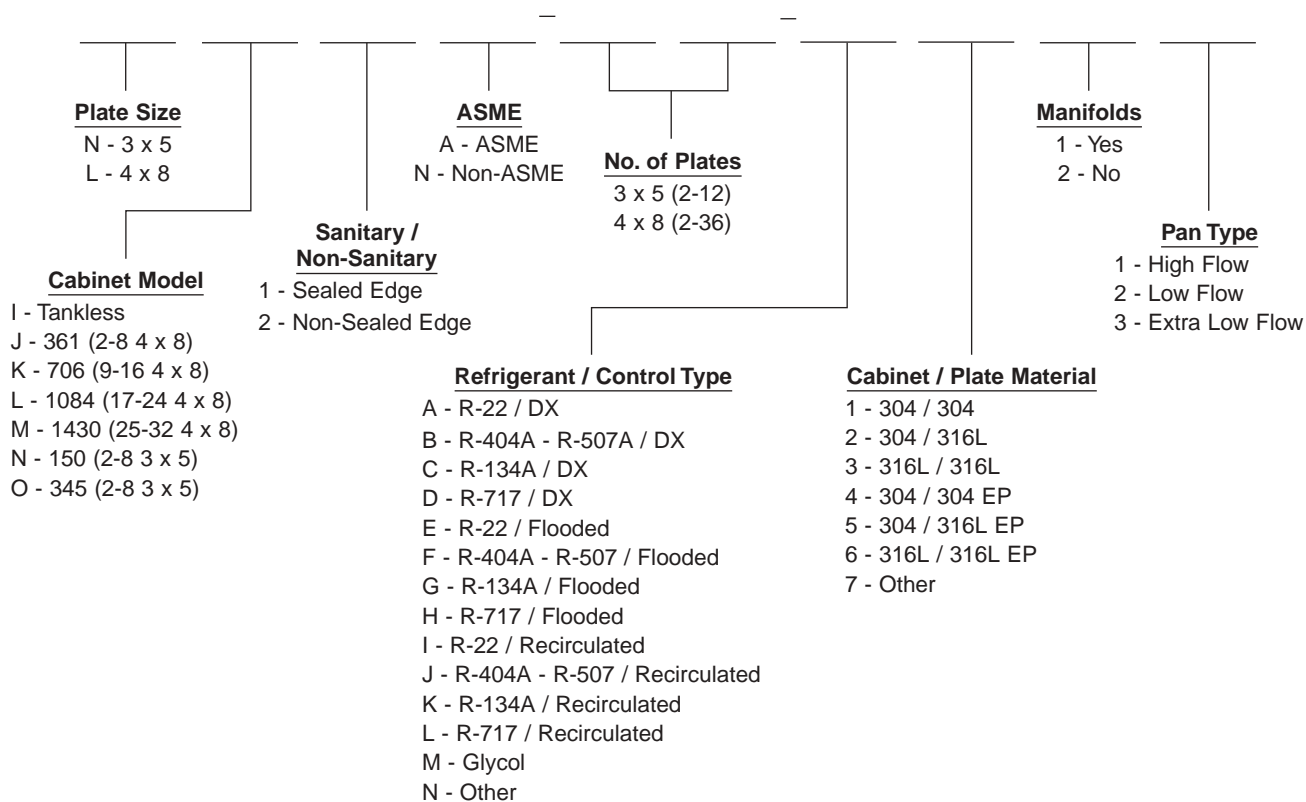 – –
Plate Size
N - 3 x 5
L - 4 x 8
Cabinet Model
I - Tankless
J - 361 (2-8 4 x 8)
K - 706 (9-16 4 x 8)
L - 1084 (17-24 4 x 8)
M - 1430 (25-32 4 x 8)
N - 150 (2-8 3 x 5)
O - 345 (2-8 3 x 5)
Sanitary /
Non-Sanitary
1 - Sealed Edge
2 - Non-Sealed Edge
ASME
A - ASME
N - Non-ASME
No. of Plates
3 x 5 (2-12)
4 x 8 (2-36)
Refrigerant / Control Type
A - R-22 / DX
B - R-404A - R-507A / DX
C - R-134A / DX
D - R-717 / DX
E - R-22 / Flooded
F - R-404A - R-507 / Flooded
G - R-134A / Flooded
H - R-717 / Flooded
I - R-22 / Recirculated
J - R-404A - R-507 / Recirculated
K - R-134A / Recirculated
L - R-717 / Recirculated
M - Glycol
N - Other
Cabinet / Plate Material
1 - 304 / 304
2 - 304 / 316L
3 - 316L / 316L
4 - 304 / 304 EP
5 - 304 / 316L EP
6 - 316L / 316L EP
7 - Other
Manifolds
1 - Yes
2 - No
Pan Type
1 - High Flow
2 - Low Flow
3 - Extra Low Flow